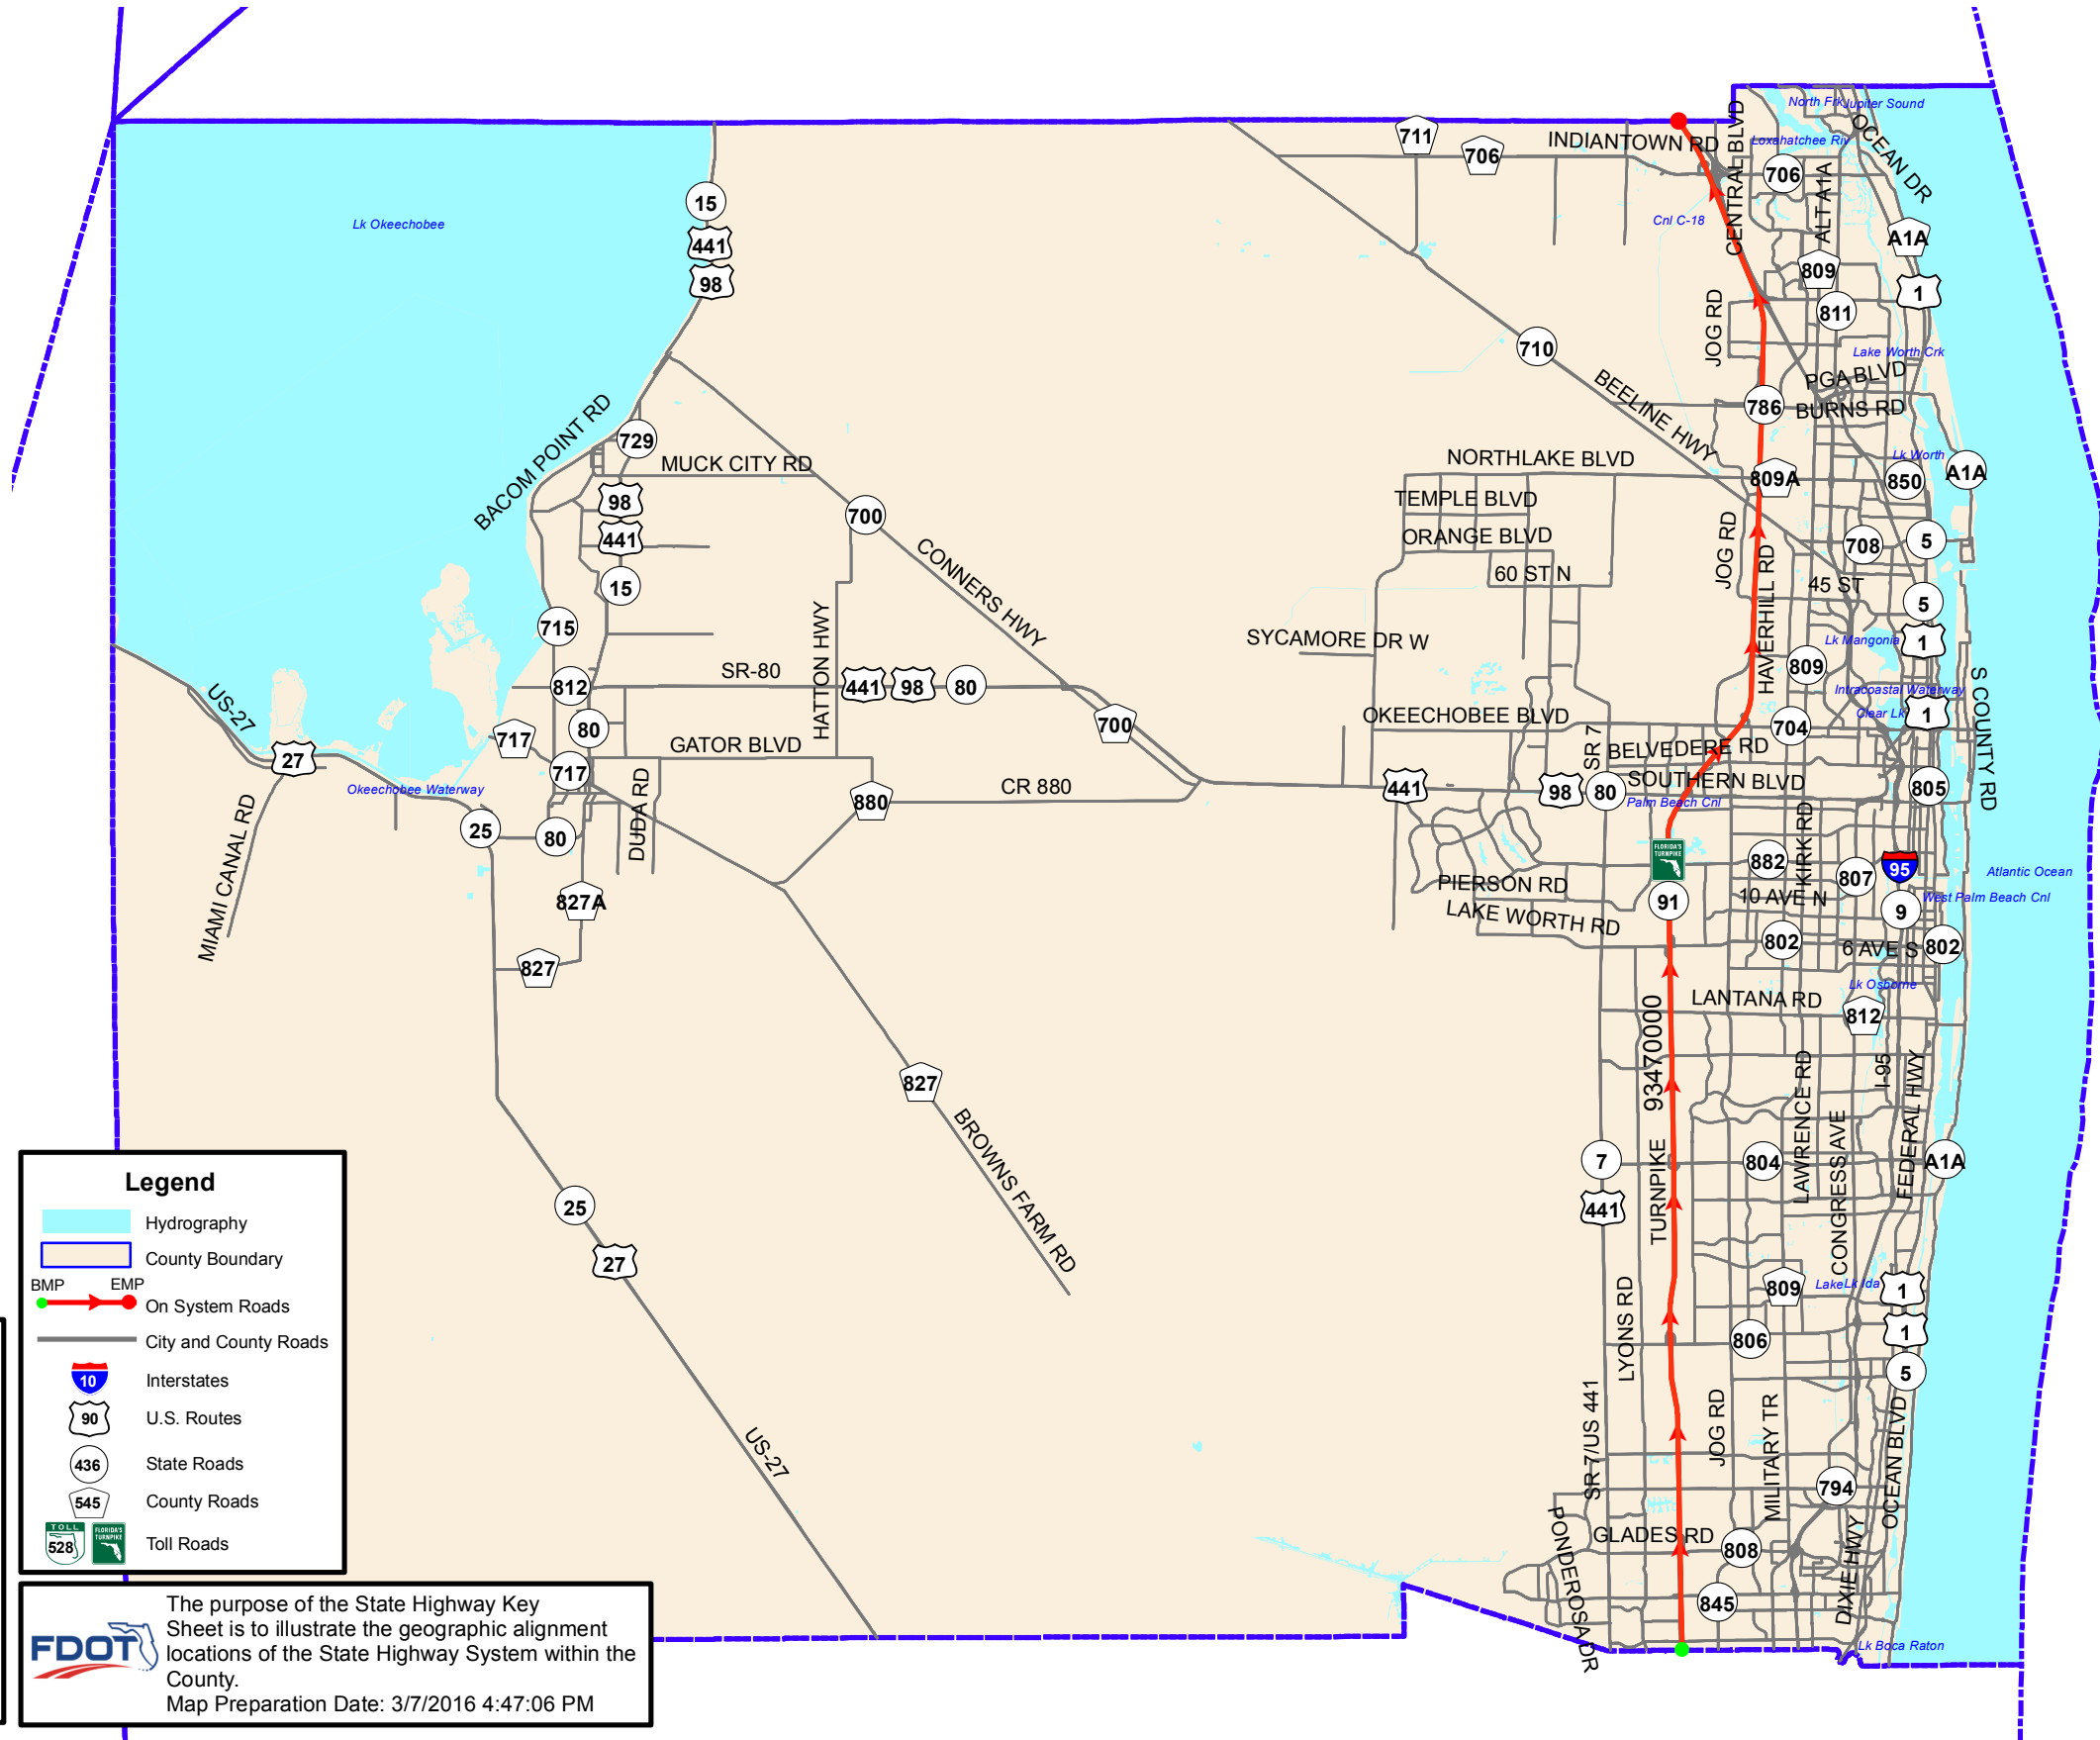 North Frk
Jupiter Sound
OCEAN DR
711
706
INDIANTOWN RD
CENTRAL BLVD
Loxahatchee Riv
706
ALT A1A
15
441
98
Lk Okeechobee
Cnl C-18
A1A
809
1
811
JOG RD
710
Lake Worth Crk
PGA BLVD
786
BURNS RD
BEELINE HWY
BACOM POINT RD
729
MUCK CITY RD
NORTHLAKE BLVD
809A
Lk Worth
850
A1A
98
TEMPLE BLVD
700
441
ORANGE BLVD
JOG RD
708
5
CONNERS HWY
15
60 ST N
HAVERHILL RD
45 ST
5
715
HATTON HWY
SYCAMORE DR W
Lk Mangonia
1
809
812
SR-80
441
98
80
Intracoastal Waterway
S COUNTY RD
US-27
80
700
OKEECHOBEE BLVD
704
Clear Lk
1
717
GATOR BLVD
SR 7
BELVEDERE RD
27
717
DUDA RD
Okeechobee Waterway
880
CR 880
441
98
80
SOUTHERN BLVD
805
Palm Beach Cnl
25
80
KIRK RD
MIAMI CANAL RD
FLORIDA'S
TURNPIKE
882
95
Atlantic Ocean
807
PIERSON RD
827A
91
10 AVE N
9
West Palm Beach Cnl
LAKE WORTH RD
802
6 AVE S
802
827
Lk Osborne
LANTANA RD
812
93470000
827
I-95
LAWRENCE RD
FEDERAL HWY
BROWNS FARM RD
CONGRESS AVE
7
TURNPIKE
804
A1A
441
25
27
LYONS RD
809
Lake
Lk Ida
1
806
1
5
SR 7/US 441
JOG RD
MILITARY TR
OCEAN BLVD
US-27
794
PONDEROSA DR
GLADES RD
808
DIXIE HWY
845
Lk Boca Raton
Legend
Hydrography
County Boundary
BMP EMP
On System Roads
City and County Roads
10 Interstates
90 U.S. Routes
436 State Roads
545 County Roads
TOLL
528
FLORIDA'S
TURNPIKE
Toll Roads
FDOT
The purpose of the State Highway Key
Sheet is to illustrate the geographic alignment
locations of the State Highway System within the
County.
Map Preparation Date: 3/7/2016 4:47:06 PM